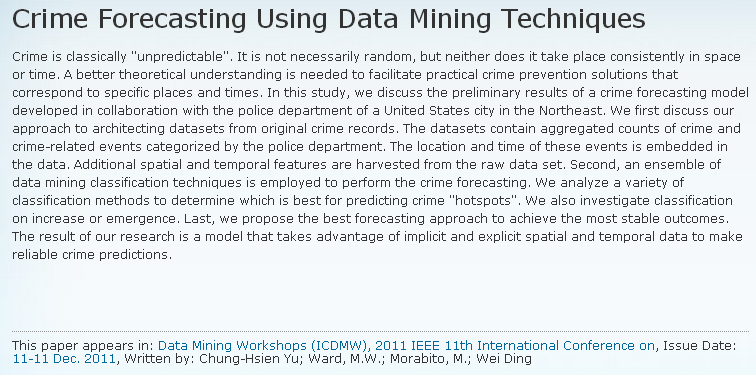 Crime Forecasting Using Data Mining Techniques
Crime is classically "unpredictable". It is not necessarily random, but neither does it take place consistently in space
or time. A better theoretical understanding is needed to facilitate practical crime prevention solutions that
correspond to specific places and times. In this study, we discuss the preliminary results of a crime forecasting model
developed in collaboration with the police department of a United States city in the Northeast. We first discuss our
approach to architecting datasets from original crime records. The datasets contain aggregated counts of crime and
crime-related events categorized by the police department. The location and time of these events is embedded in
the data. Additional spatial and temporal features are harvested from the raw data set. Second, an ensemble of
data mining classification techniques is employed to perform the crime forecasting. We analyze a variety of
classification methods to determine which is best for predicting crime "hotspots". We also investigate classification
on increase or emergence. Last, we propose the best forecasting approach to achieve the most stable outcomes.
The result of our research is a model that takes advantage of implicit and explicit spatial and temporal data to make
reliable crime predictions.
This paper appears in: Data Mining Workshops (ICDMW), 2011 IEEE 11th International Conference on, Issue Date:
11-11 Dec. 2011, Written by: Chung-Hsien Yu; Ward, M.W.; Morabito, M.; Wei Ding